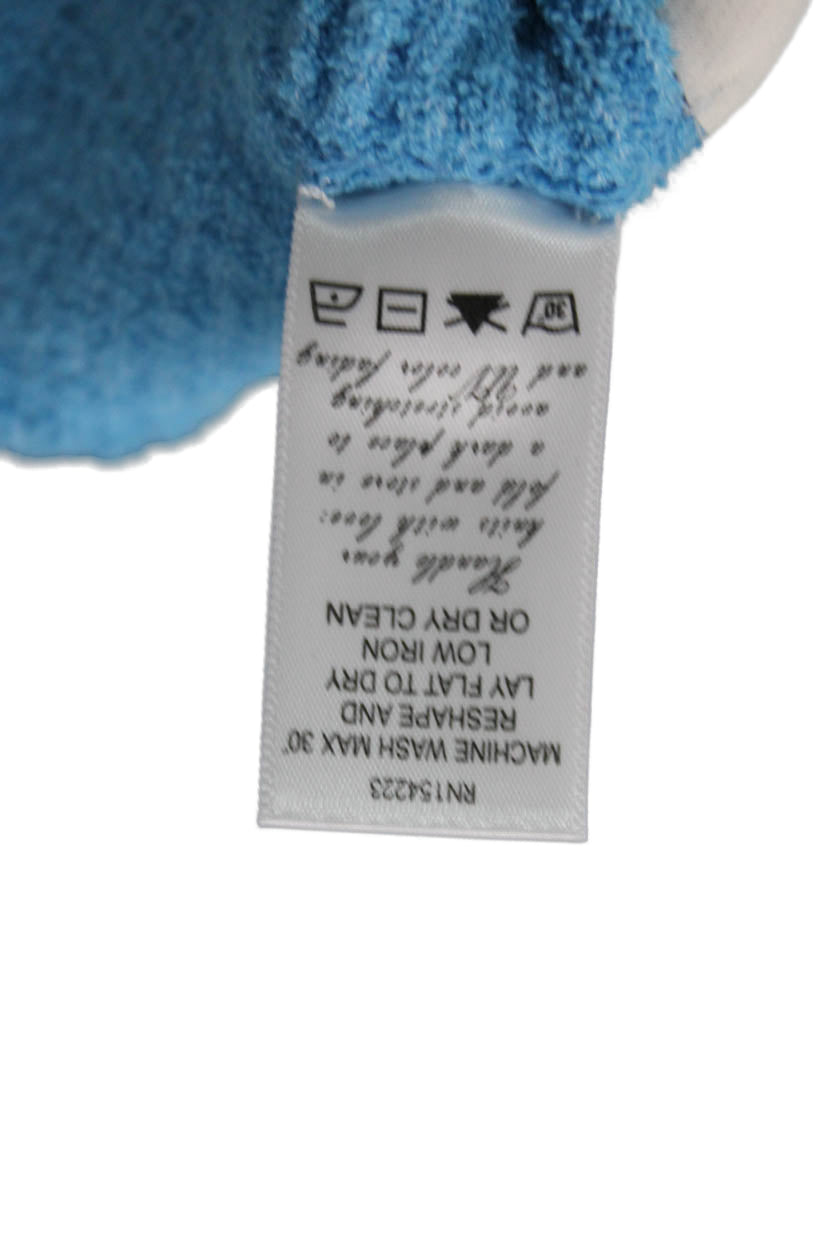 RN154223
MACHINE WASH MAX 30°
RESHAPE AND
LAY FLAT TO DRY
LOW IRON
OR DRY CLEAN
Handle your
knits with love:
fold and store in
a dark place to
avoid stretching
and UV color fading
30°